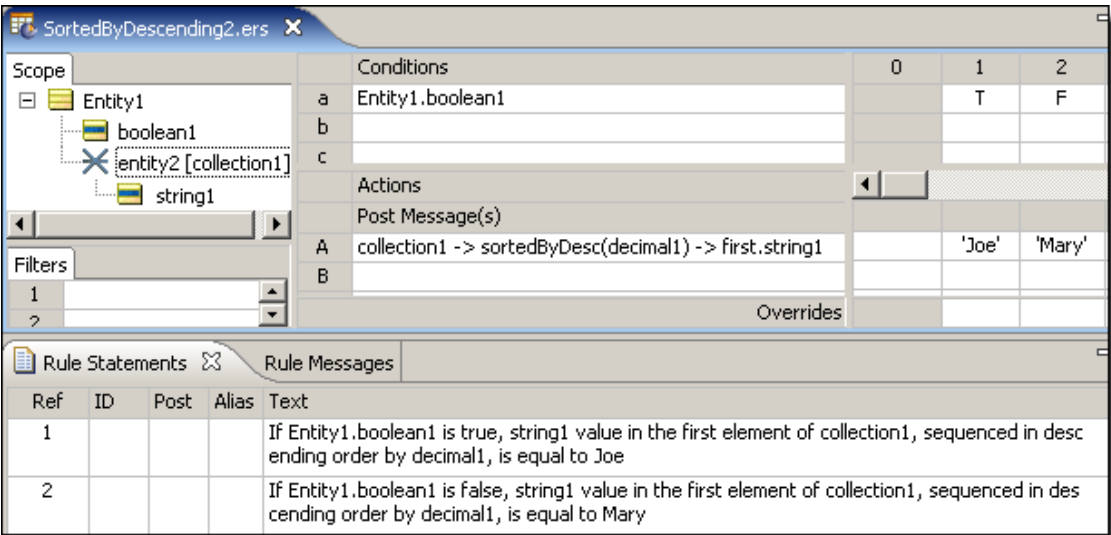 SortedByDescending2.ers
Scope
Entity1
boolean1
entity2 [collection1]
string1
Filters
1
2
Conditions 0 1 2
a Entity1.boolean1 T F
b
c
Actions
Post Message(s)
A collection1 -> sortedByDesc(decimal1) -> first.string1 'Joe' 'Mary'
B
Overrides
Rule Statements Rule Messages
Ref ID Post Alias Text
1 If Entity1.boolean1 is true, string1 value in the first element of collection1, sequenced in desc
ending order by decimal1, is equal to Joe
2 If Entity1.boolean1 is false, string1 value in the first element of collection1, sequenced in des
cending order by decimal1, is equal to Mary